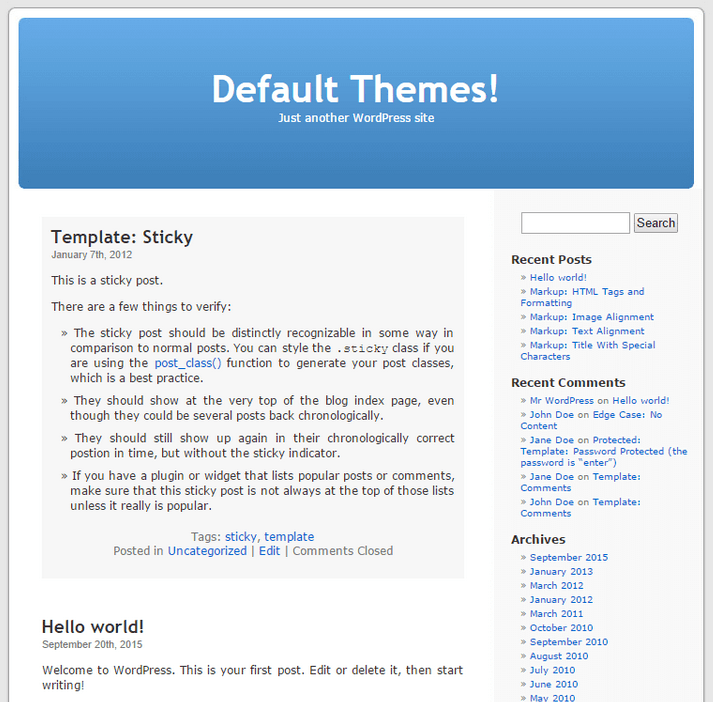 Default Themes!
Just another WordPress site
Template: Sticky
January 7th, 2012
This is a sticky post.
There are a few things to verify:
» The sticky post should be distinctly recognizable in some way in
comparison to normal posts. You can style the .sticky class if you
are using the post_class() function to generate your post classes,
which is a best practice.
» They should show at the very top of the blog index page, even
though they could be several posts back chronologically.
» They should still show up again in their chronologically correct
postion in time, but without the sticky indicator.
» If you have a plugin or widget that lists popular posts or comments,
make sure that this sticky post is not always at the top of those lists
unless it really is popular.
Tags: sticky, template
Posted in Uncategorized | Edit | Comments Closed
Hello world!
September 20th, 2015
Welcome to WordPress. This is your first post. Edit or delete it, then start
writing!
Search
Recent Posts
» Hello world!
» Markup: HTML Tags and
Formatting
» Markup: Image Alignment
» Markup: Text Alignment
» Markup: Title With Special
Characters
Recent Comments
» Mr WordPress on Hello world!
» John Doe on Edge Case: No
Content
» Jane Doe on Protected:
Template: Password Protected (the
password is “enter”)
» Jane Doe on Template:
Comments
» John Doe on Template:
Comments
Archives
» September 2015
» January 2013
» March 2012
» January 2012
» March 2011
» October 2010
» September 2010
» August 2010
» July 2010
» June 2010
» May 2010